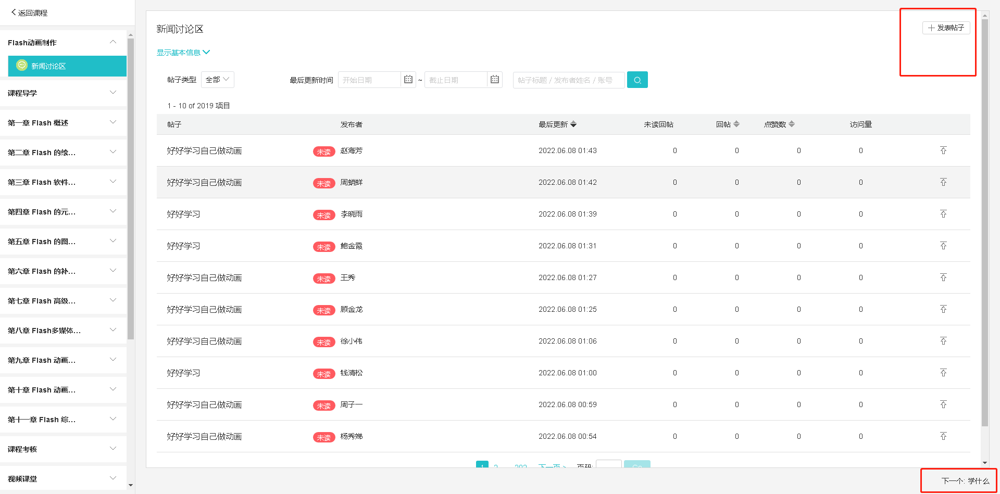 返回课程
Flash动画制作
新闻讨论区
课程导学
第一章 Flash 概述
第二章 Flash 的绘...
第三章 Flash 软件...
第四章 Flash 的元...
第五章 Flash 的图...
第六章 Flash 的补...
第七章 Flash 高级...
第八章 Flash多媒体...
第九章 Flash 动画...
第十章 Flash 动画...
第十一章 Flash 综...
课程考核
视频课堂
新闻讨论区
发表帖子
显示基本信息
帖子类型 全部 最后更新时间 开始日期 ~ 截止日期 帖子标题 / 发布者姓名 / 账号
1 - 10 of 2019 项目
帖子 发布者 最后更新 未读回帖 回帖 点赞数 访问量
好好学习自己做动画 未读 赵海芳 2022.06.08 01:43 0 0 0 0
好好学习自己做动画 未读 周蛸蛘 2022.06.08 01:42 0 0 0 0
好好学习 未读 李晓雨 2022.06.08 01:39 0 0 0 0
好好学习 未读 鲍金霞 2022.06.08 01:31 0 0 0 0
好好学习自己做动画 未读 王秀 2022.06.08 01:27 0 0 0 0
好好学习自己做动画 未读 顾金龙 2022.06.08 01:25 0 0 0 0
好好学习自己做动画 未读 徐小伟 2022.06.08 01:06 0 0 0 0
好好学习 未读 钱清松 2022.06.08 01:00 0 0 0 0
好好学习自己做动画 未读 周子一 2022.06.08 00:59 0 0 0 0
好好学习自己做动画 未读 杨秀娣 2022.06.08 00:54 0 0 0 0
1 2 ... 202 下一页 > 页码: Go
下一个: 学什么